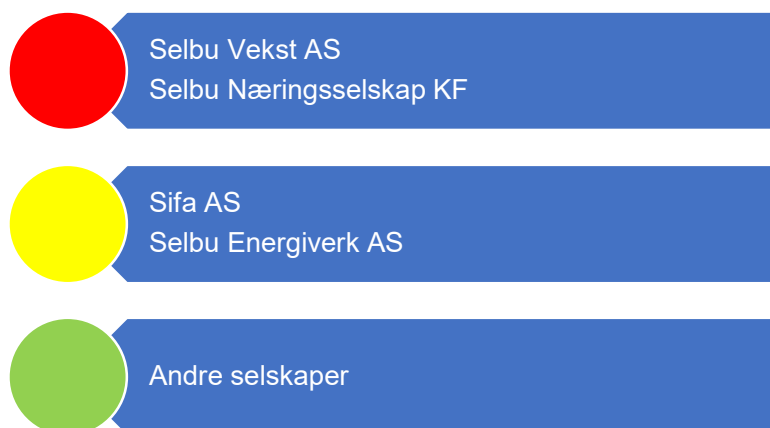 Selbu Vekst AS
Selbu Næringsselskap KF
Sifa AS
Selbu Energiverk AS
Andre selskaper